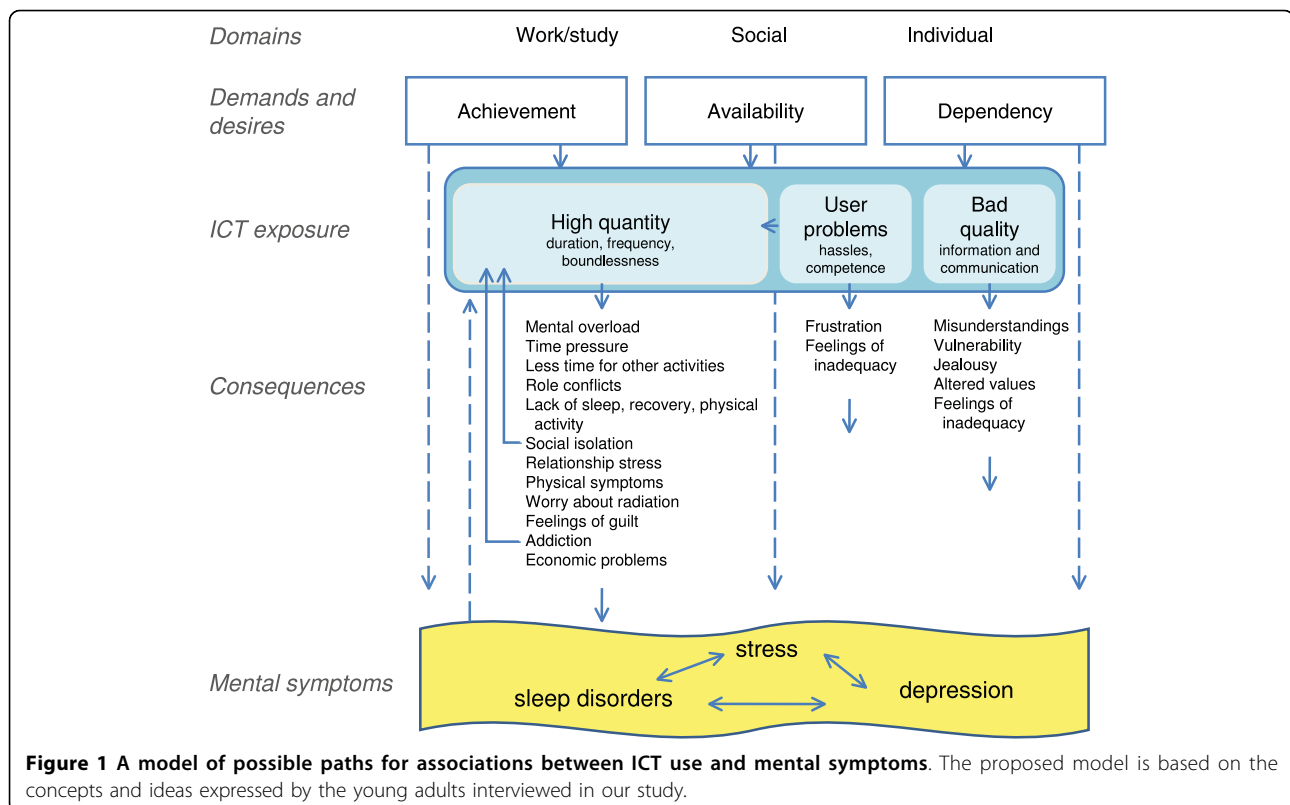 Domains Work/study Social Individual
Demands and
desires
Achievement Availability Dependency
ICT exposure
High quantity
duration, frequency,
boundlessness
User
problems
hassles,
competence
Bad
quality
information and
communication
Consequences
Mental overload
Time pressure
Less time for other activities
Role conflicts
Lack of sleep, recovery, physical
activity
Social isolation
Relationship stress
Physical symptoms
Worry about radiation
Feelings of guilt
Addiction
Economic problems
Frustration
Feelings of
inadequacy
Misunderstandings
Vulnerability
Jealousy
Altered values
Feelings of
inadequacy
Mental symptoms
stress
sleep disorders
depression
Figure 1 A model of possible paths for associations between ICT use and mental symptoms. The proposed model is based on the
concepts and ideas expressed by the young adults interviewed in our study.